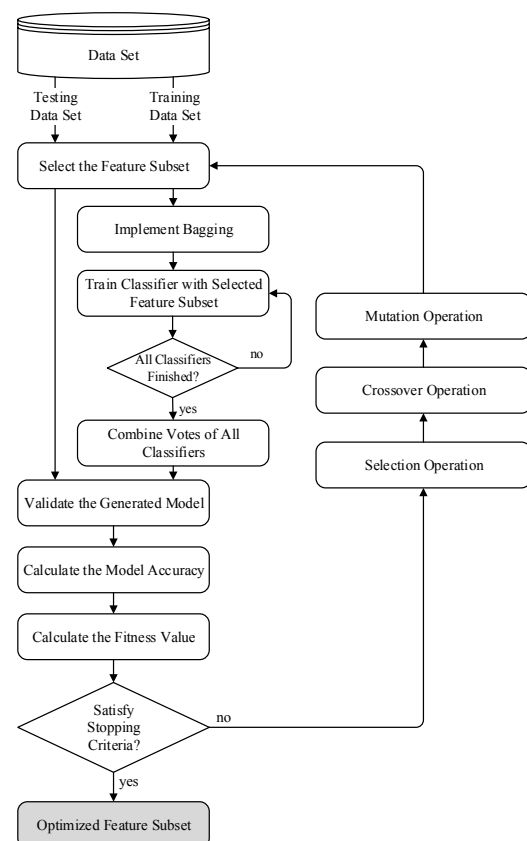 Data Set
Testing
Data Set
Training
Data Set
Select the Feature Subset
Implement Bagging
Train Classifier with Selected
Feature Subset
All Classifiers
Finished?
no
yes
Combine Votes of All
Classifiers
Validate the Generated Model
Calculate the Model Accuracy
Calculate the Fitness Value
Satisfy
Stopping
Criteria?
no
yes
Optimized Feature Subset
Mutation Operation
Crossover Operation
Selection Operation